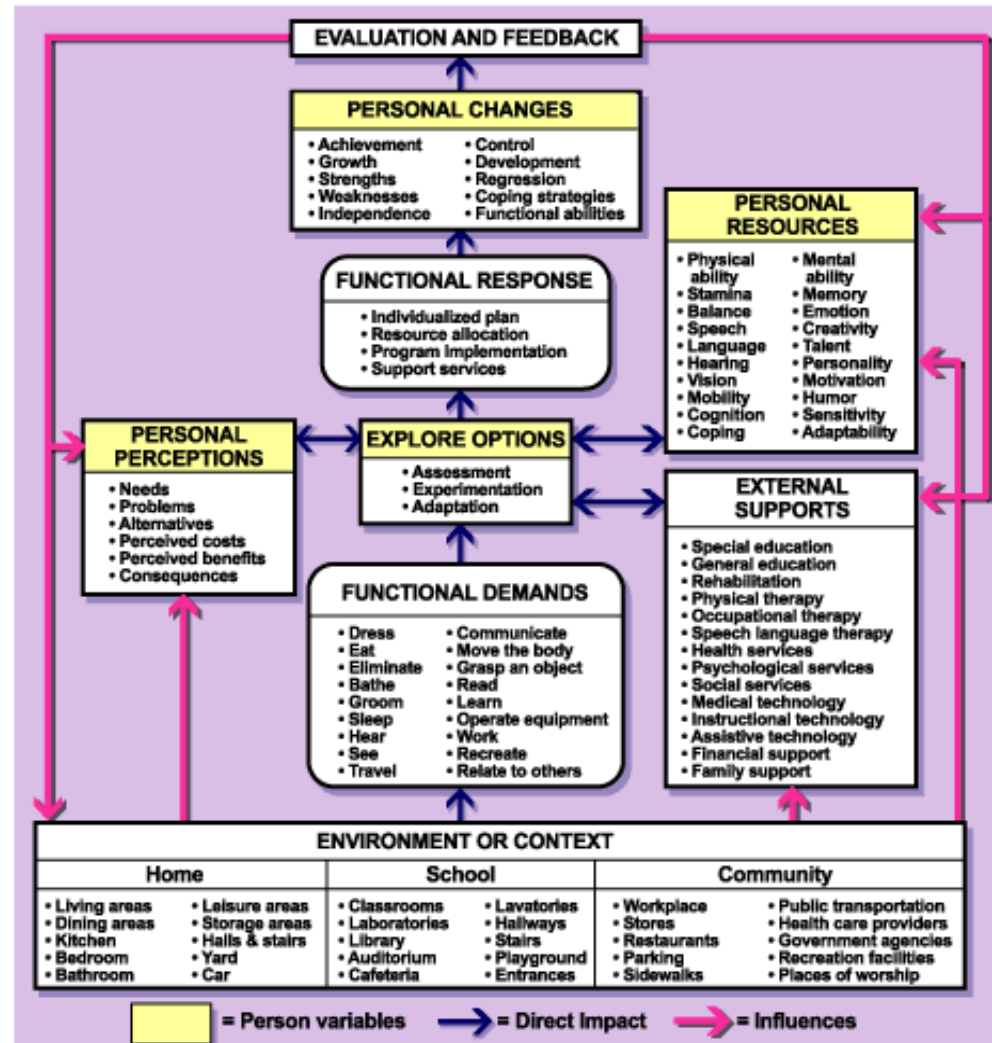 EVALUATION AND FEEDBACK
PERSONAL CHANGES
• Achievement
• Growth
• Strengths
• Weaknesses
• Independence
• Control
• Development
• Regression
• Coping strategies
• Functional abilities
PERSONAL
RESOURCES
• Physical
ability
• Stamina
• Balance
• Speech
• Language
• Hearing
• Vision
• Mobility
• Cognition
• Coping
• Mental
ability
• Memory
• Emotion
• Creativity
• Talent
• Personality
• Motivation
• Humor
• Sensitivity
• Adaptability
FUNCTIONAL RESPONSE
• Individualized plan
• Resource allocation
• Program implementation
• Support services
PERSONAL
PERCEPTIONS
• Needs
• Problems
• Alternatives
• Perceived costs
• Perceived benefits
• Consequences
EXPLORE OPTIONS
• Assessment
• Experimentation
• Adaptation
EXTERNAL
SUPPORTS
• Special education
• General education
• Rehabilitation
• Physical therapy
• Occupational therapy
• Speech language therapy
• Health services
• Psychological services
• Social services
• Medical technology
• Instructional technology
• Assistive technology
• Financial support
• Family support
FUNCTIONAL DEMANDS
• Dress
• Eat
• Eliminate
• Bathe
• Groom
• Sleep
• Hear
• See
• Travel
• Communicate
• Move the body
• Grasp an object
• Read
• Learn
• Operate equipment
• Work
• Recreate
• Relate to others
ENVIRONMENT OR CONTEXT
Home
• Living areas
• Dining areas
• Kitchen
• Bedroom
• Bathroom
• Leisure areas
• Storage areas
• Halls & stairs
• Yard
• Car
School
• Classrooms
• Laboratories
• Library
• Auditorium
• Cafeteria
• Lavatories
• Hallways
• Stairs
• Playground
• Entrances
Community
• Workplace
• Stores
• Restaurants
• Parking
• Sidewalks
• Public transportation
• Health care providers
• Government agencies
• Recreation facilities
• Places of worship
= Person variables
= Direct Impact
= Influences